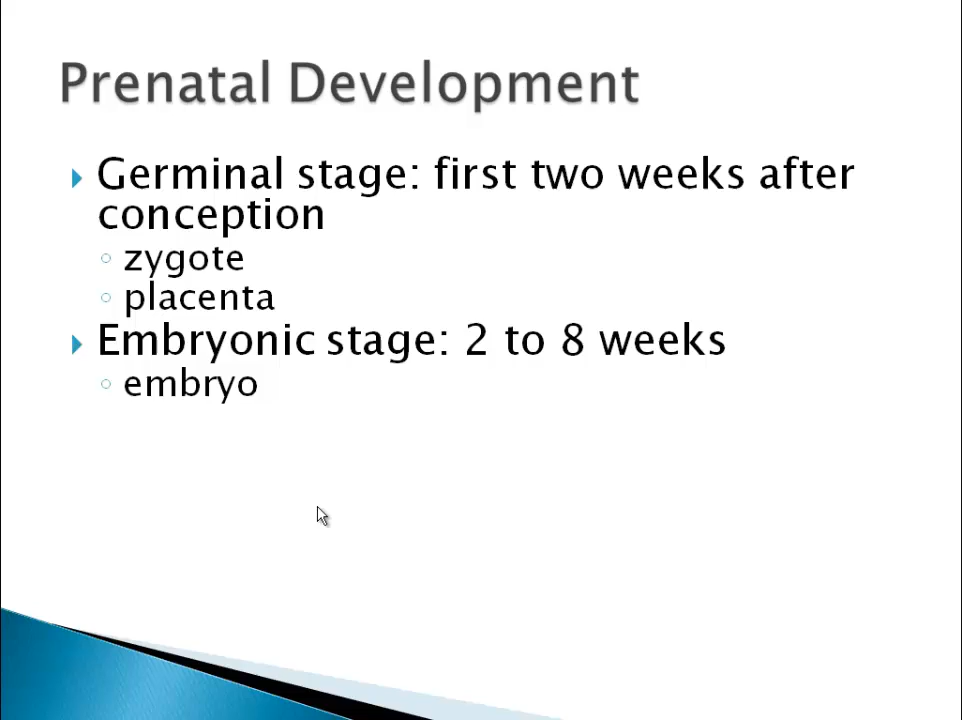 Prenatal Development
Germinal stage: first two weeks after
conception
zygote
placenta
Embryonic stage: 2 to 8 weeks
embryo